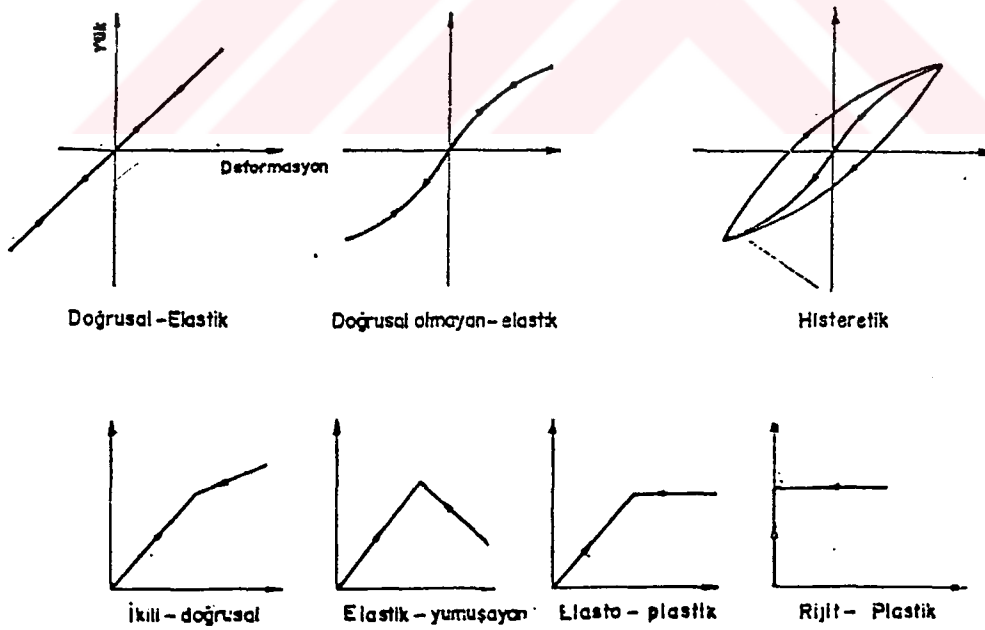 Yük
Deformasyon
Doğrusal-Elastik
Doğrusal olmayan-elastik
Histeretik
İkili-doğrusal
Elastik-yumuşayan
Elasto-plastik
Rijit-Plastik